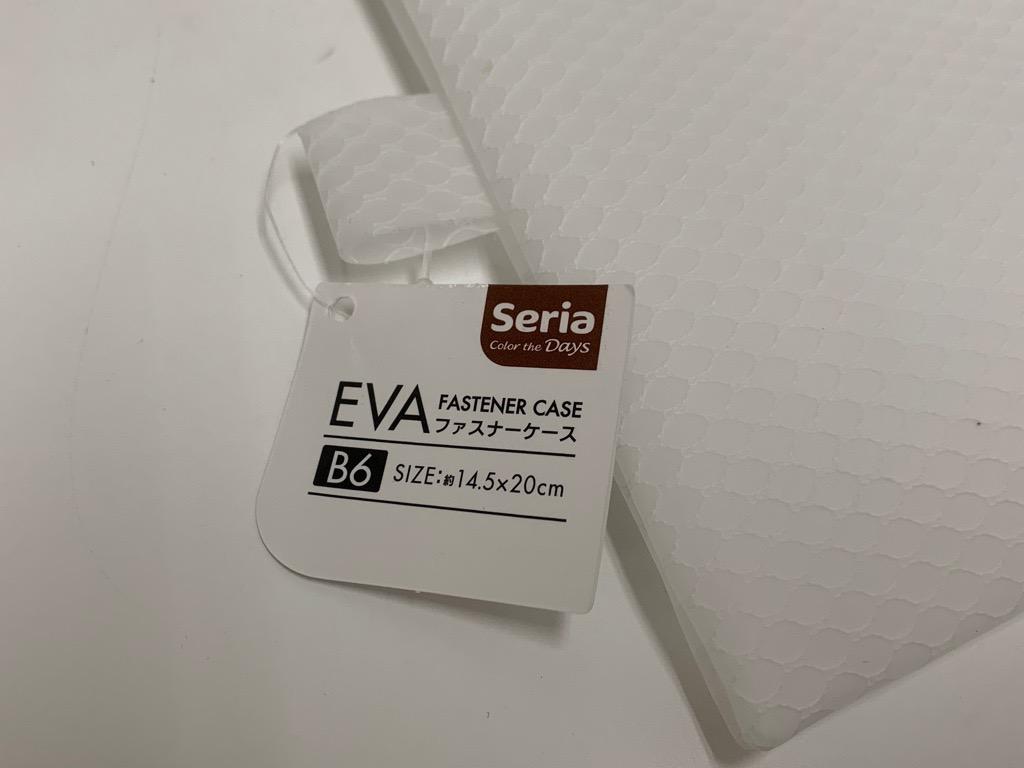 Seria
Color the Days
EVA FASTENER CASE
ファスナーケース
B6 SIZE:約14.5×20cm